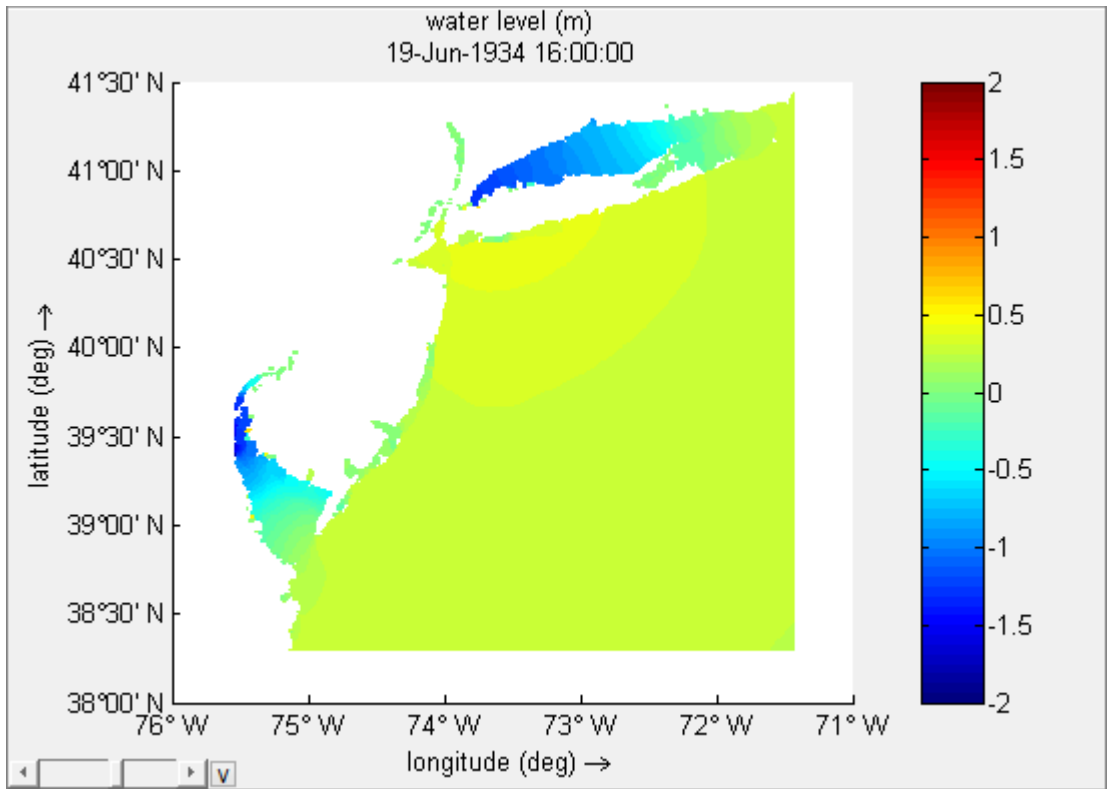 water level (m)
19-Jun-1934 16:00:00
41°30' N
41°00' N
40°30' N
40°00' N
39°30' N
39°00' N
38°30' N
38°00' N
latitude (deg) →
76° W
75° W
74° W
73° W
72° W
71° W
longitude (deg) →
2
1.5
1
0.5
0
-0.5
-1
-1.5
-2
V